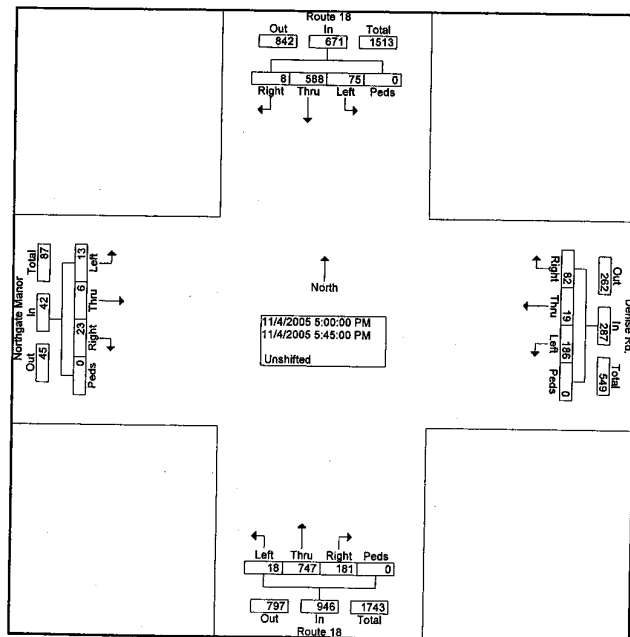 Route 18
Out In Total
842 671 1513
8 588 75 0
Right Thru Left Peds
Northgate Manor
Total In Out
87 42 45
13 6 23 0
Left Thru Right Peds
North
11/4/2005 5:00:00 PM
11/4/2005 5:45:00 PM
Unshifted
Right Thru Left Peds
82 19 186 0
Out In Total
262 287 549
Left Thru Right Peds
18 747 181 0
797 946 1743
Out In Total
Route 18